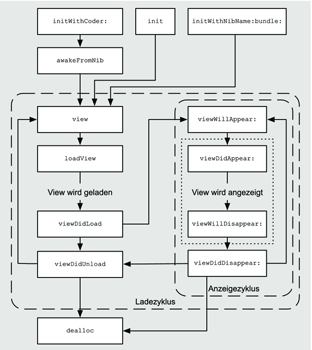 initWithCoder:
init
initWithNibName:bundle:
awakeFromNib
view
viewWillAppear:
loadView
viewDidAppear:
View wird geladen
View wird angezeigt
viewDidLoad
viewWillDisappear:
viewDidUnload
viewDidDisappear:
Anzeigezyklus
Ladezyklus
dealloc